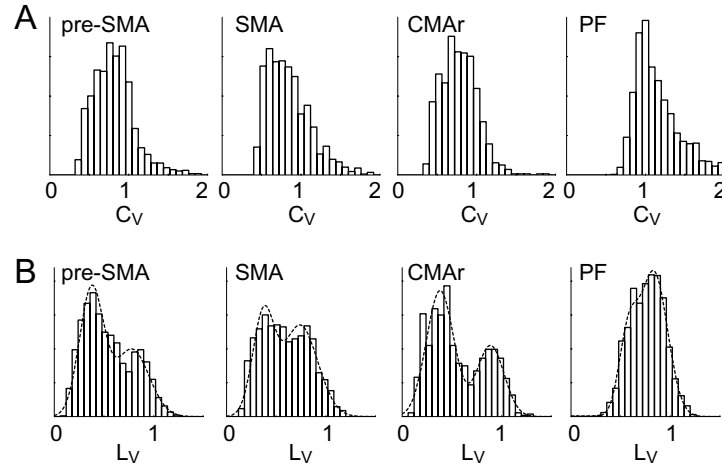 A
pre-SMA SMA CMAr PF
0 1 2 0 1 2 0 1 2 0 1 2
CV CV CV CV
B
pre-SMA SMA CMAr PF
0 1 0 1 0 1 0 1
LV LV LV LV